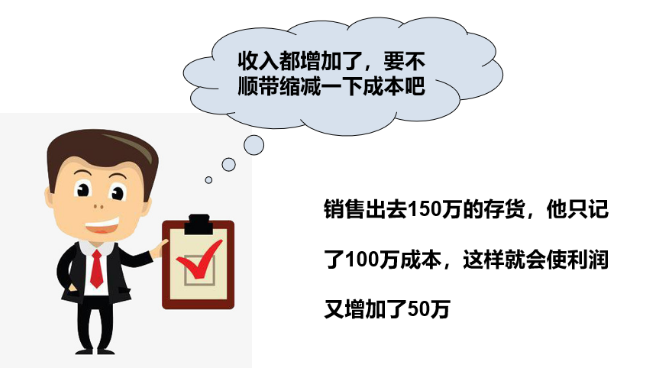 收入都增加了，要不
顺带缩减一下成本吧
销售出去150万的存货，他只记
了100万成本，这样就会使利润
又增加了50万